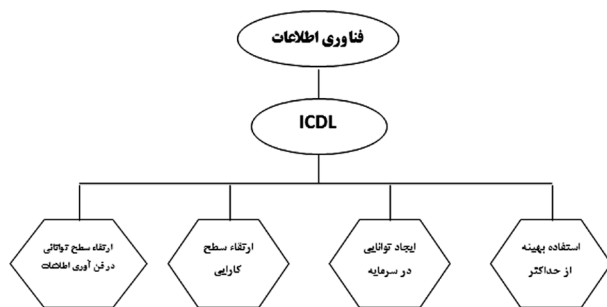 فناوری اطلاعات
ICDL
استفاده بهینه
از حداکثر
ایجاد توانایی
در سرمایه
ارتقاء سطح
کارایی
ارتقاء سطح توانائی
در فن آوری اطلاعات